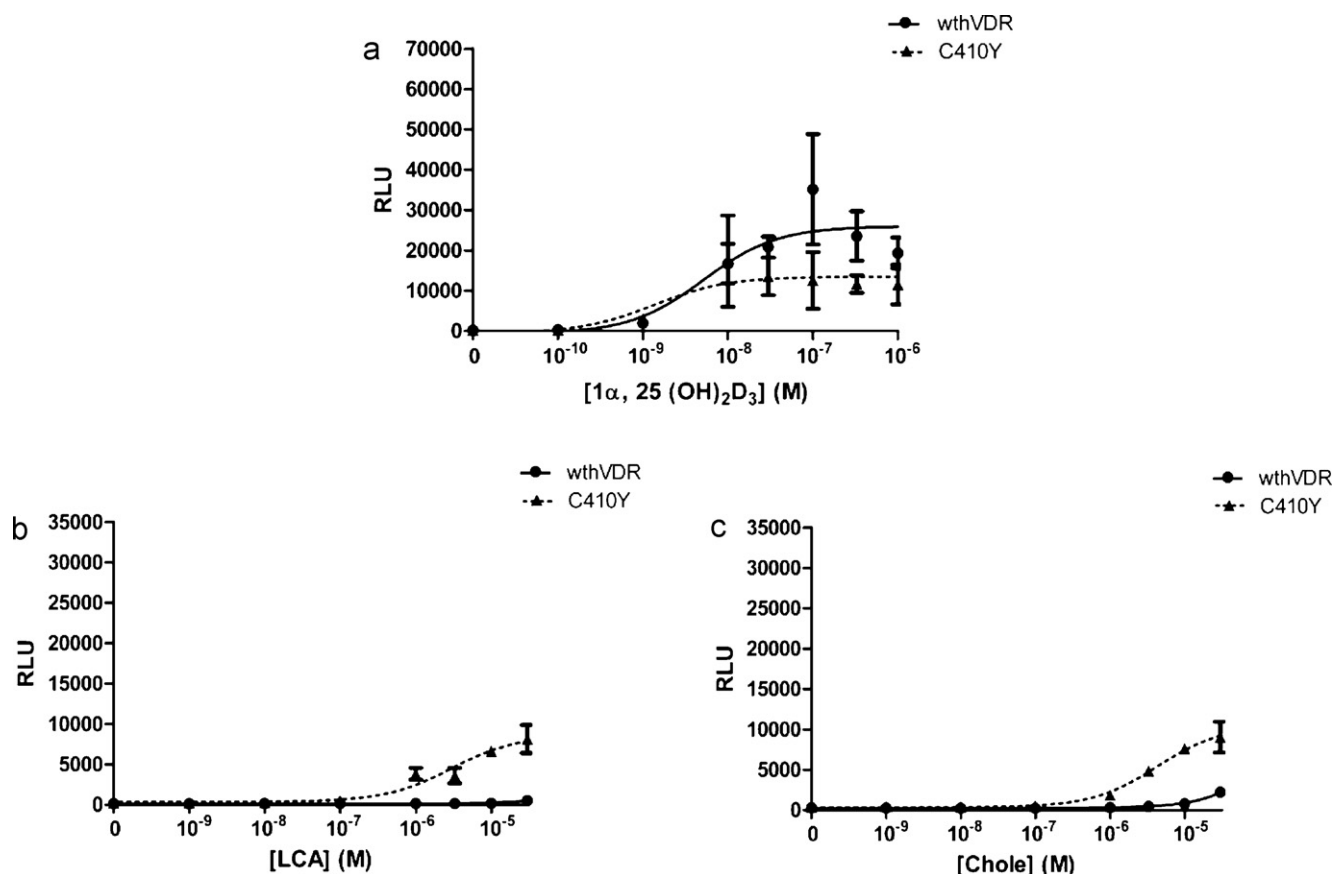 a
wthVDR
C410Y
70000
60000
50000
40000
30000
20000
10000
0
RLU
0 10⁻¹⁰ 10⁻⁹ 10⁻⁸ 10⁻⁷ 10⁻⁶
[1α, 25 (OH)₂D₃] (M)
b
wthVDR
C410Y
35000
30000
25000
20000
15000
10000
5000
0
RLU
0 10⁻⁹ 10⁻⁸ 10⁻⁷ 10⁻⁶ 10⁻⁵
[LCA] (M)
c
wthVDR
C410Y
35000
30000
25000
20000
15000
10000
5000
0
RLU
0 10⁻⁹ 10⁻⁸ 10⁻⁷ 10⁻⁶ 10⁻⁵
[Chole] (M)